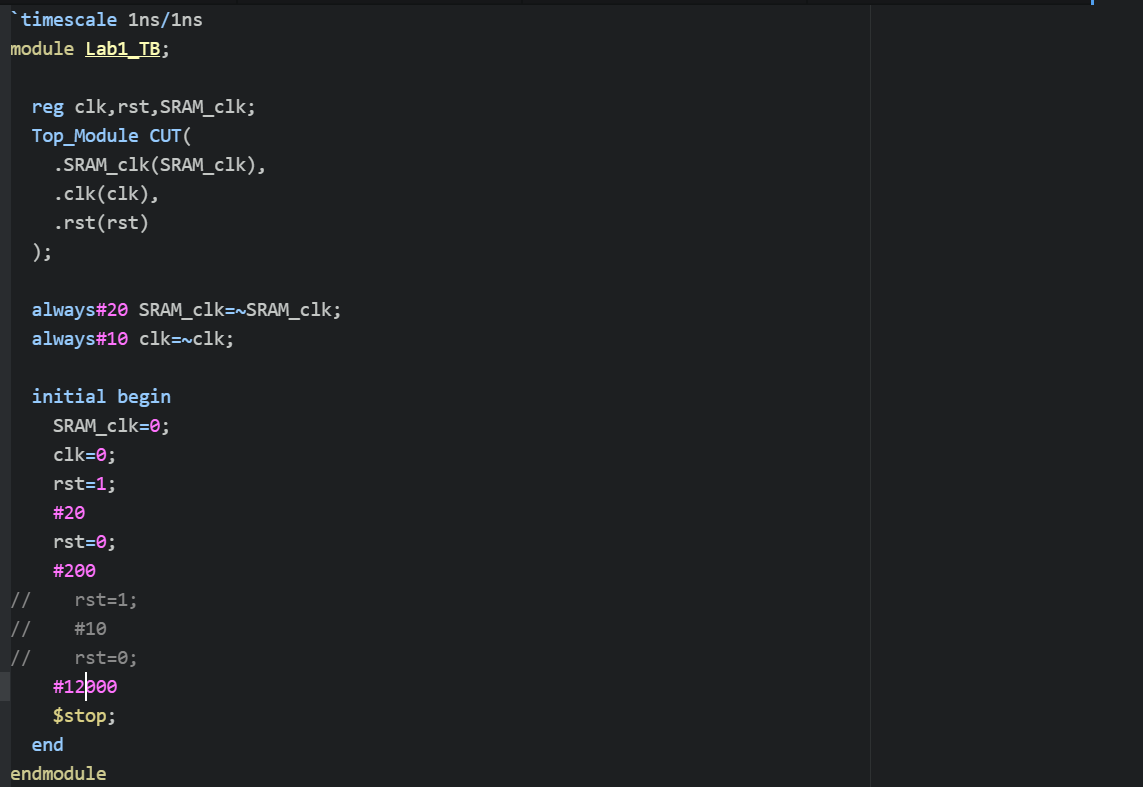 `timescale 1ns/1ns
module Lab1_TB;

  reg clk,rst,SRAM_clk;
  Top_Module CUT(
    .SRAM_clk(SRAM_clk),
    .clk(clk),
    .rst(rst)
  );

  always#20 SRAM_clk=~SRAM_clk;
  always#10 clk=~clk;

  initial begin
    SRAM_clk=0;
    clk=0;
    rst=1;
    #20
    rst=0;
    #200
//    rst=1;
//    #10
//    rst=0;
    #12000
    $stop;
  end
endmodule